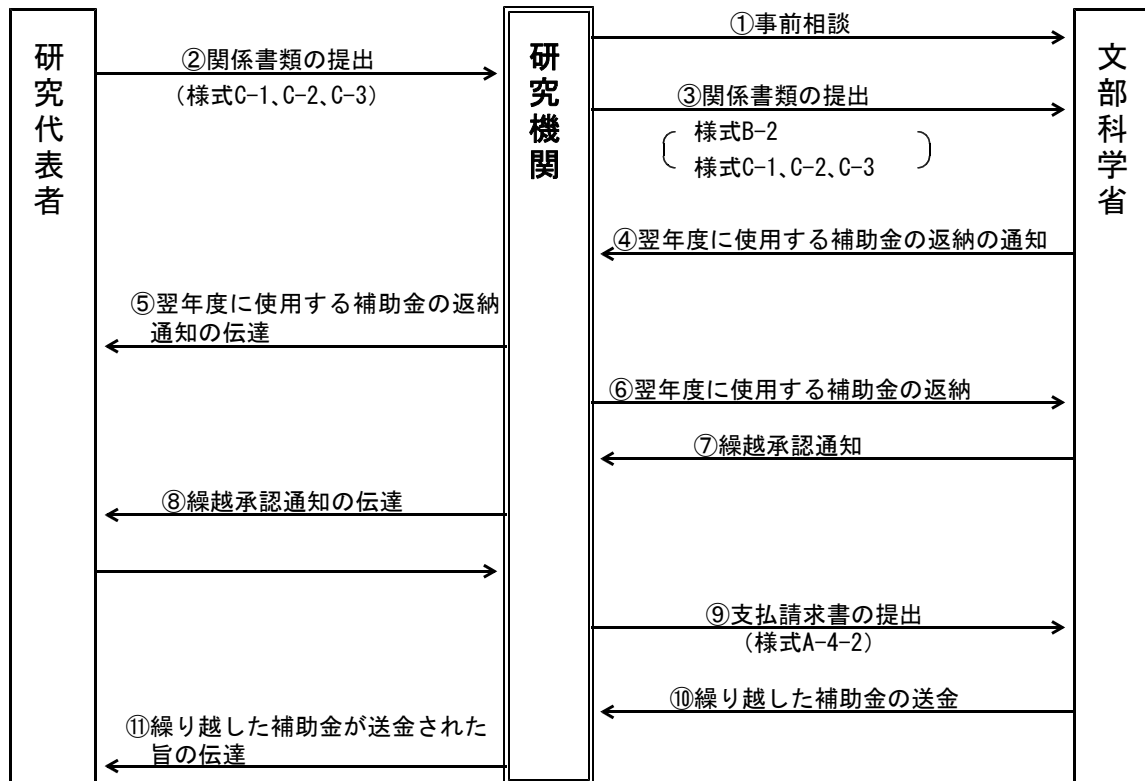 研究代表者
研究機関
文部科学省
①事前相談
②関係書類の提出
(様式C-1、C-2、C-3)
③関係書類の提出
様式B-2
様式C-1、C-2、C-3
④翌年度に使用する補助金の返納の通知
⑤翌年度に使用する補助金の返納
通知の伝達
⑥翌年度に使用する補助金の返納
⑦繰越承認通知
⑧繰越承認通知の伝達
⑨支払請求書の提出
(様式A-4-2)
⑩繰り越した補助金の送金
⑪繰り越した補助金が送金された
旨の伝達